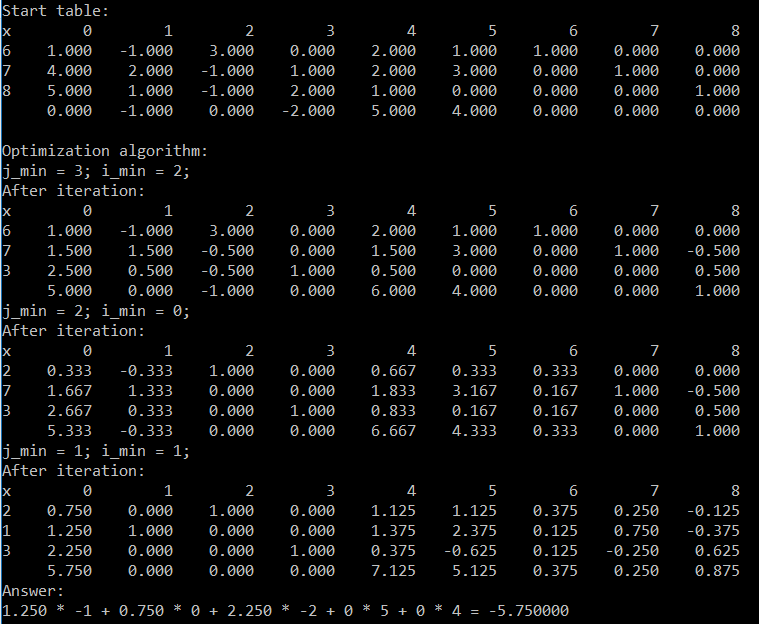 Start table:
x 0 1 2 3 4 5 6 7 8
6 1.000 -1.000 3.000 0.000 2.000 1.000 1.000 0.000 0.000
7 4.000 2.000 -1.000 1.000 2.000 3.000 0.000 1.000 0.000
8 5.000 1.000 -1.000 2.000 1.000 0.000 0.000 0.000 1.000
0.000 -1.000 0.000 -2.000 5.000 4.000 0.000 0.000 0.000
Optimization algorithm:
j_min = 3; i_min = 2;
After iteration:
x 0 1 2 3 4 5 6 7 8
6 1.000 -1.000 3.000 0.000 2.000 1.000 1.000 0.000 0.000
7 1.500 1.500 -0.500 0.000 1.500 3.000 0.000 1.000 -0.500
3 2.500 0.500 -0.500 1.000 0.500 0.000 0.000 0.000 0.500
5.000 0.000 -1.000 0.000 6.000 4.000 0.000 0.000 1.000
j_min = 2; i_min = 0;
After iteration:
x 0 1 2 3 4 5 6 7 8
2 0.333 -0.333 1.000 0.000 0.667 0.333 0.333 0.000 0.000
7 1.667 1.333 0.000 0.000 1.833 3.167 0.167 1.000 -0.500
3 2.667 0.333 0.000 1.000 0.833 0.167 0.167 0.000 0.500
5.333 -0.333 0.000 0.000 6.667 4.333 0.333 0.000 1.000
j_min = 1; i_min = 1;
After iteration:
x 0 1 2 3 4 5 6 7 8
2 0.750 0.000 1.000 0.000 1.125 1.125 0.375 0.250 -0.125
1 1.250 1.000 0.000 0.000 1.375 2.375 0.125 0.750 -0.375
3 2.250 0.000 0.000 1.000 0.375 -0.625 0.125 -0.250 0.625
5.750 0.000 0.000 0.000 7.125 5.125 0.375 0.250 0.875
Answer:
1.250 * -1 + 0.750 * 0 + 2.250 * -2 + 0 * 5 + 0 * 4 = -5.750000